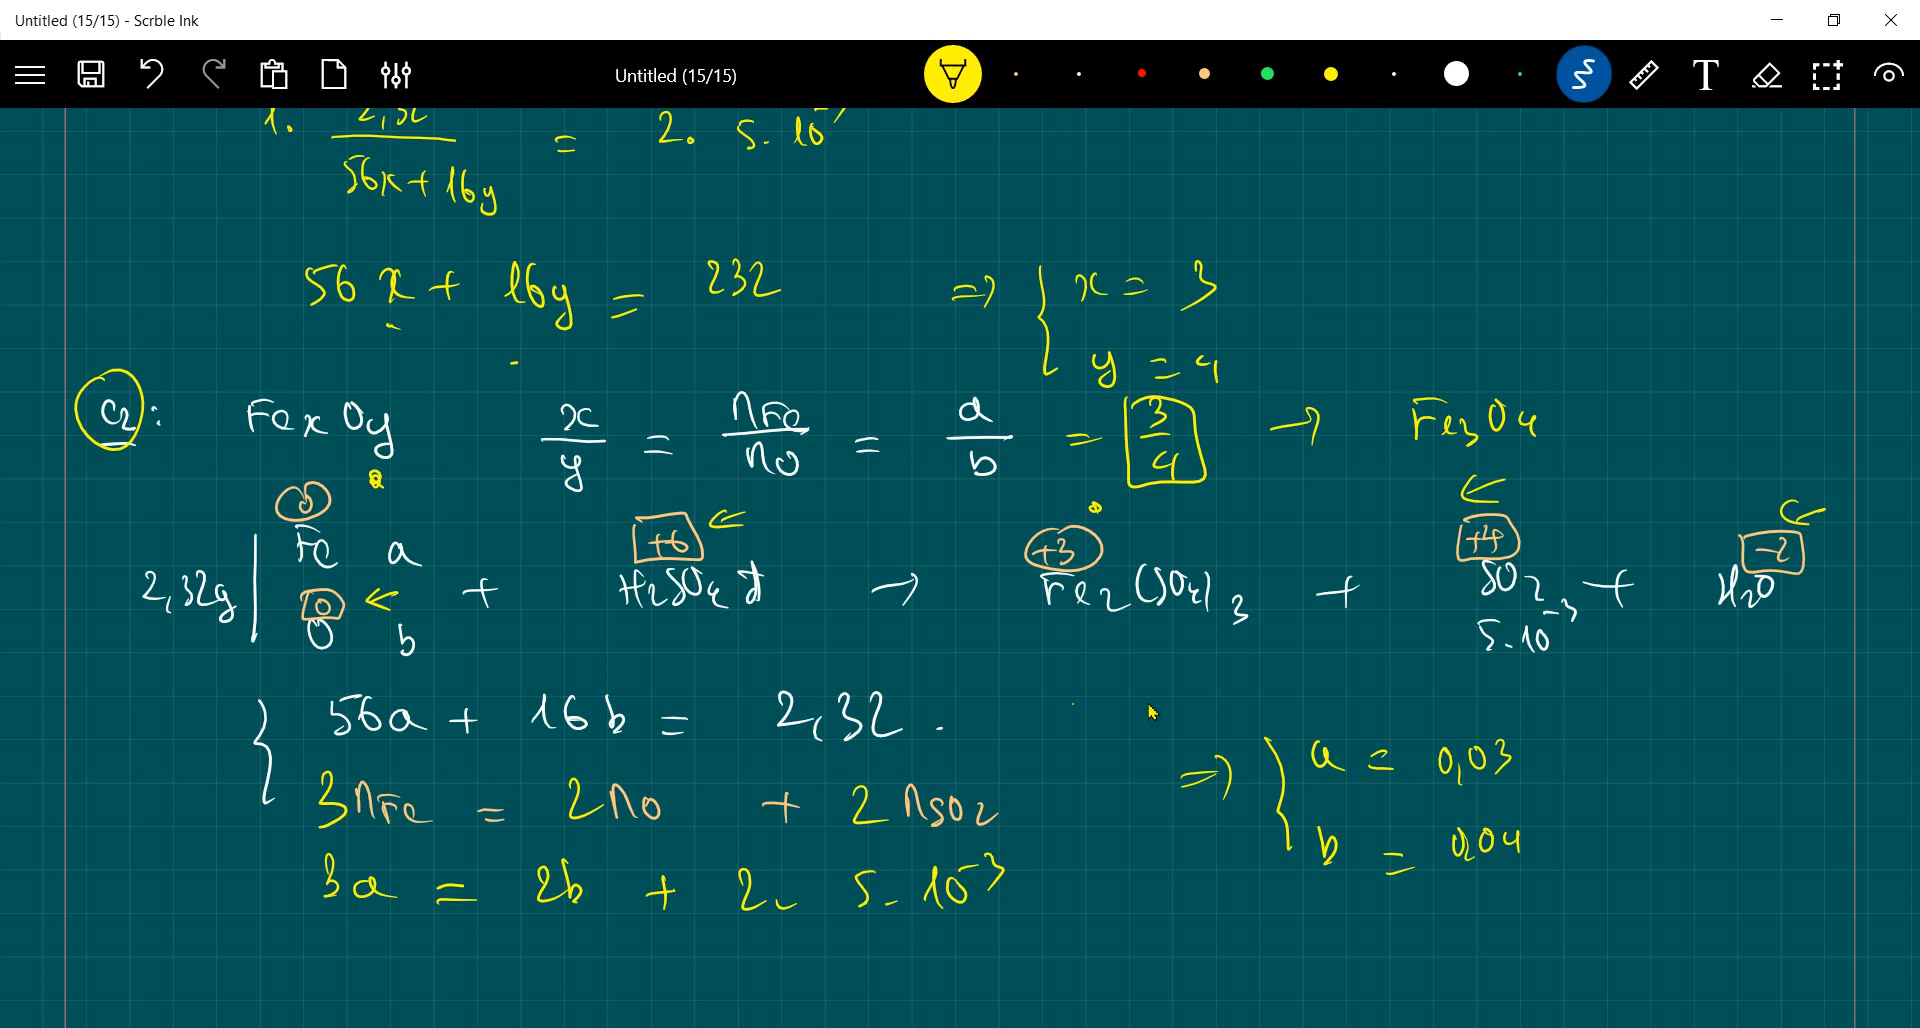 Untitled (15/15) - Scrble Ink
Untitled (15/15)
T
1. 2,32 / 56x + 16y = 2. 5. 10
56x + 16y = 232 => { x = 3
y = 4
C2 : FexOy x/y = nFe/nO = a/b = 3/4 → Fe3O4
0 +6 +3 +4 -2
2,32g | Fe a + H2SO4 đ → Fe2(SO4)3 + SO2 + H2O
0
O b 5.10^-3
{ 56a + 16b = 2,32 .
3nFe = 2nO + 2nSO2 => { a = 0,03
b = 0,04
3a = 2b + 2. 5. 10^-3